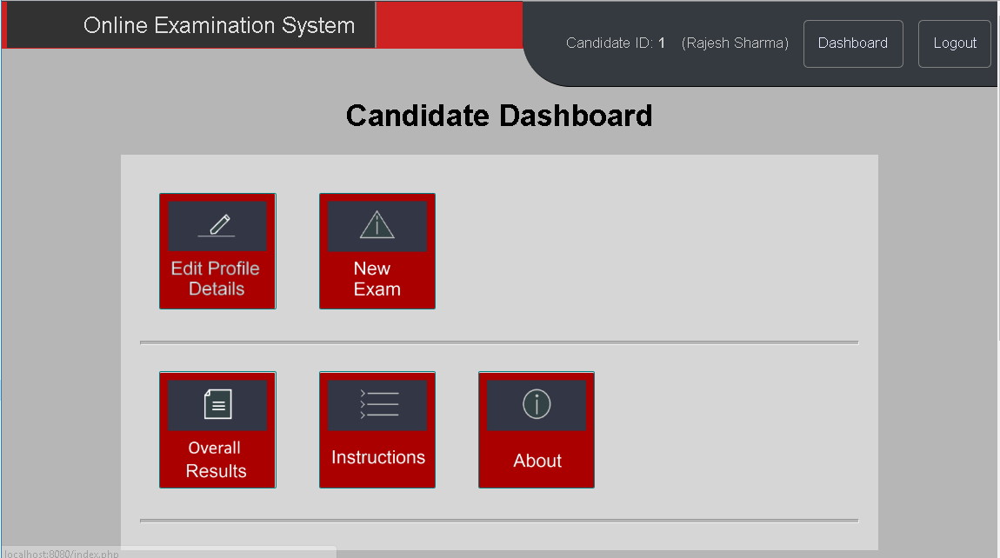 Online Examination System
Candidate ID: 1 (Rajesh Sharma)
Dashboard
Logout
Candidate Dashboard
Edit Profile
Details
New
Exam
Overall
Results
Instructions
About
localhost:8080/index.php